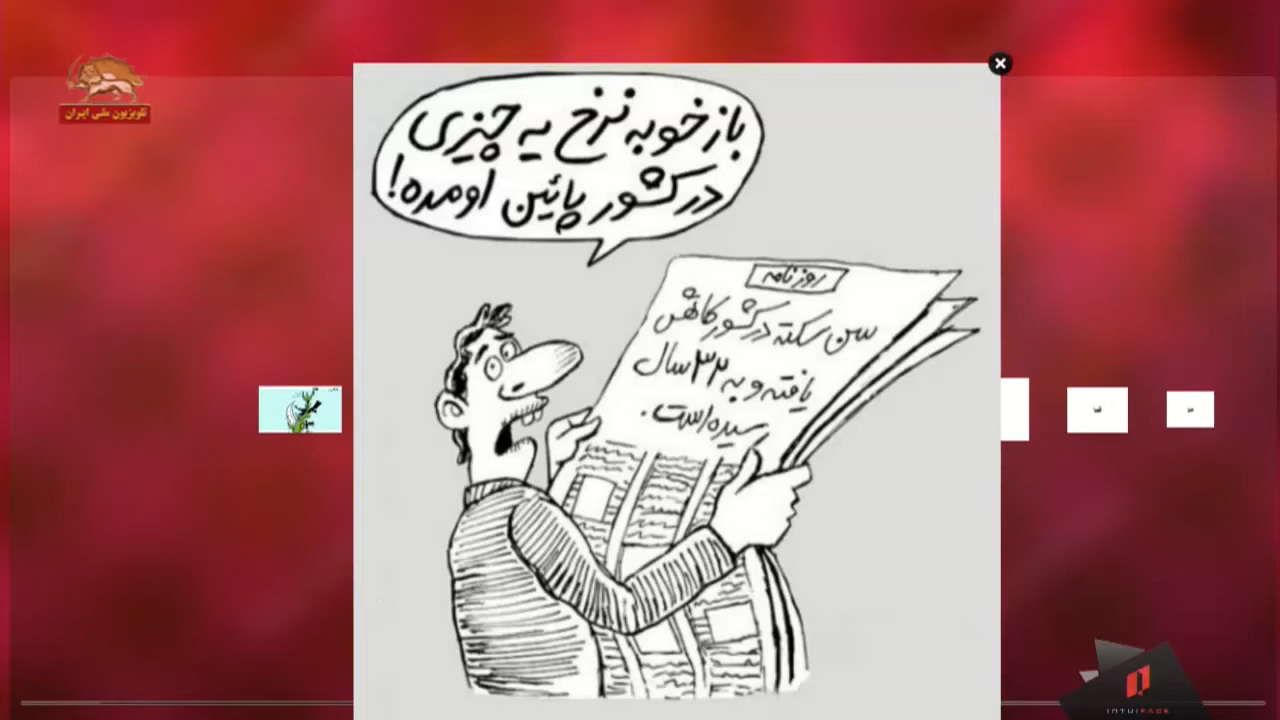 تلویزیون ملی ایران
باز خوبه نرخ یه چیزی
در کشور پائین اومده!
روزنامه
سن سکته در کشور کاهش
یافته و به ۳۲ سال
رسیده است.
INTUIFACE